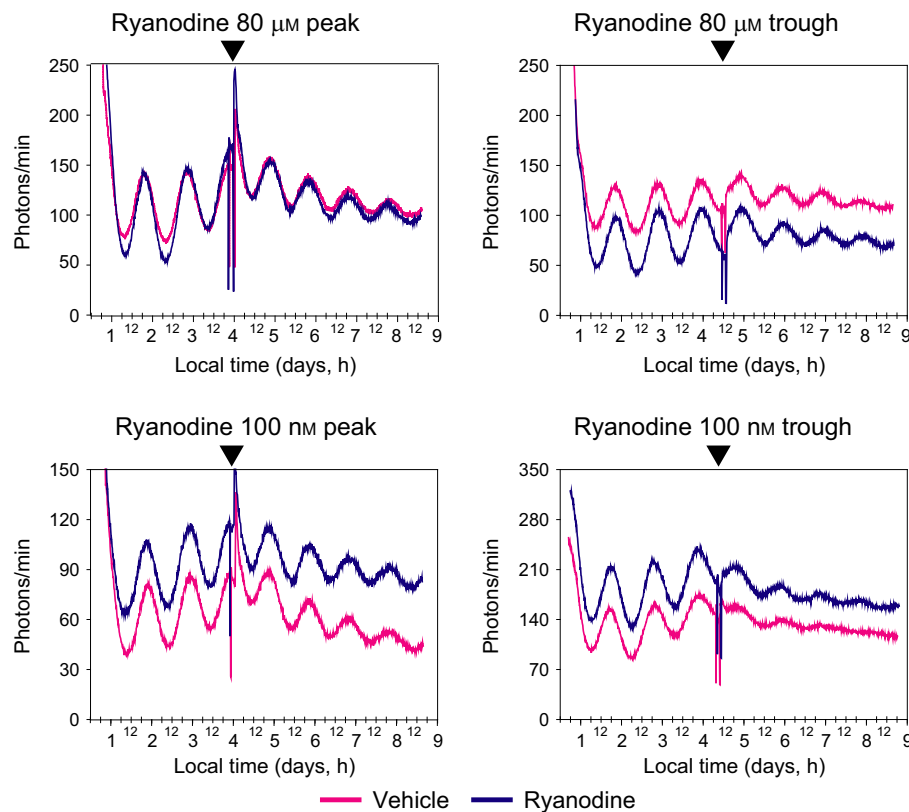 Ryanodine 80 μM peak
250
200
150
100
50
0
Photons/min
1 12 2 12 3 12 4 12 5 12 6 12 7 12 8 12 9
Local time (days, h)
Ryanodine 80 μM trough
250
200
150
100
50
0
Photons/min
1 12 2 12 3 12 4 12 5 12 6 12 7 12 8 12 9
Local time (days, h)
Ryanodine 100 nM peak
150
120
90
60
30
0
Photons/min
1 12 2 12 3 12 4 12 5 12 6 12 7 12 8 12 9
Local time (days, h)
Ryanodine 100 nM trough
350
280
210
140
70
0
Photons/min
1 12 2 12 3 12 4 12 5 12 6 12 7 12 8 12 9
Local time (days, h)
Vehicle Ryanodine